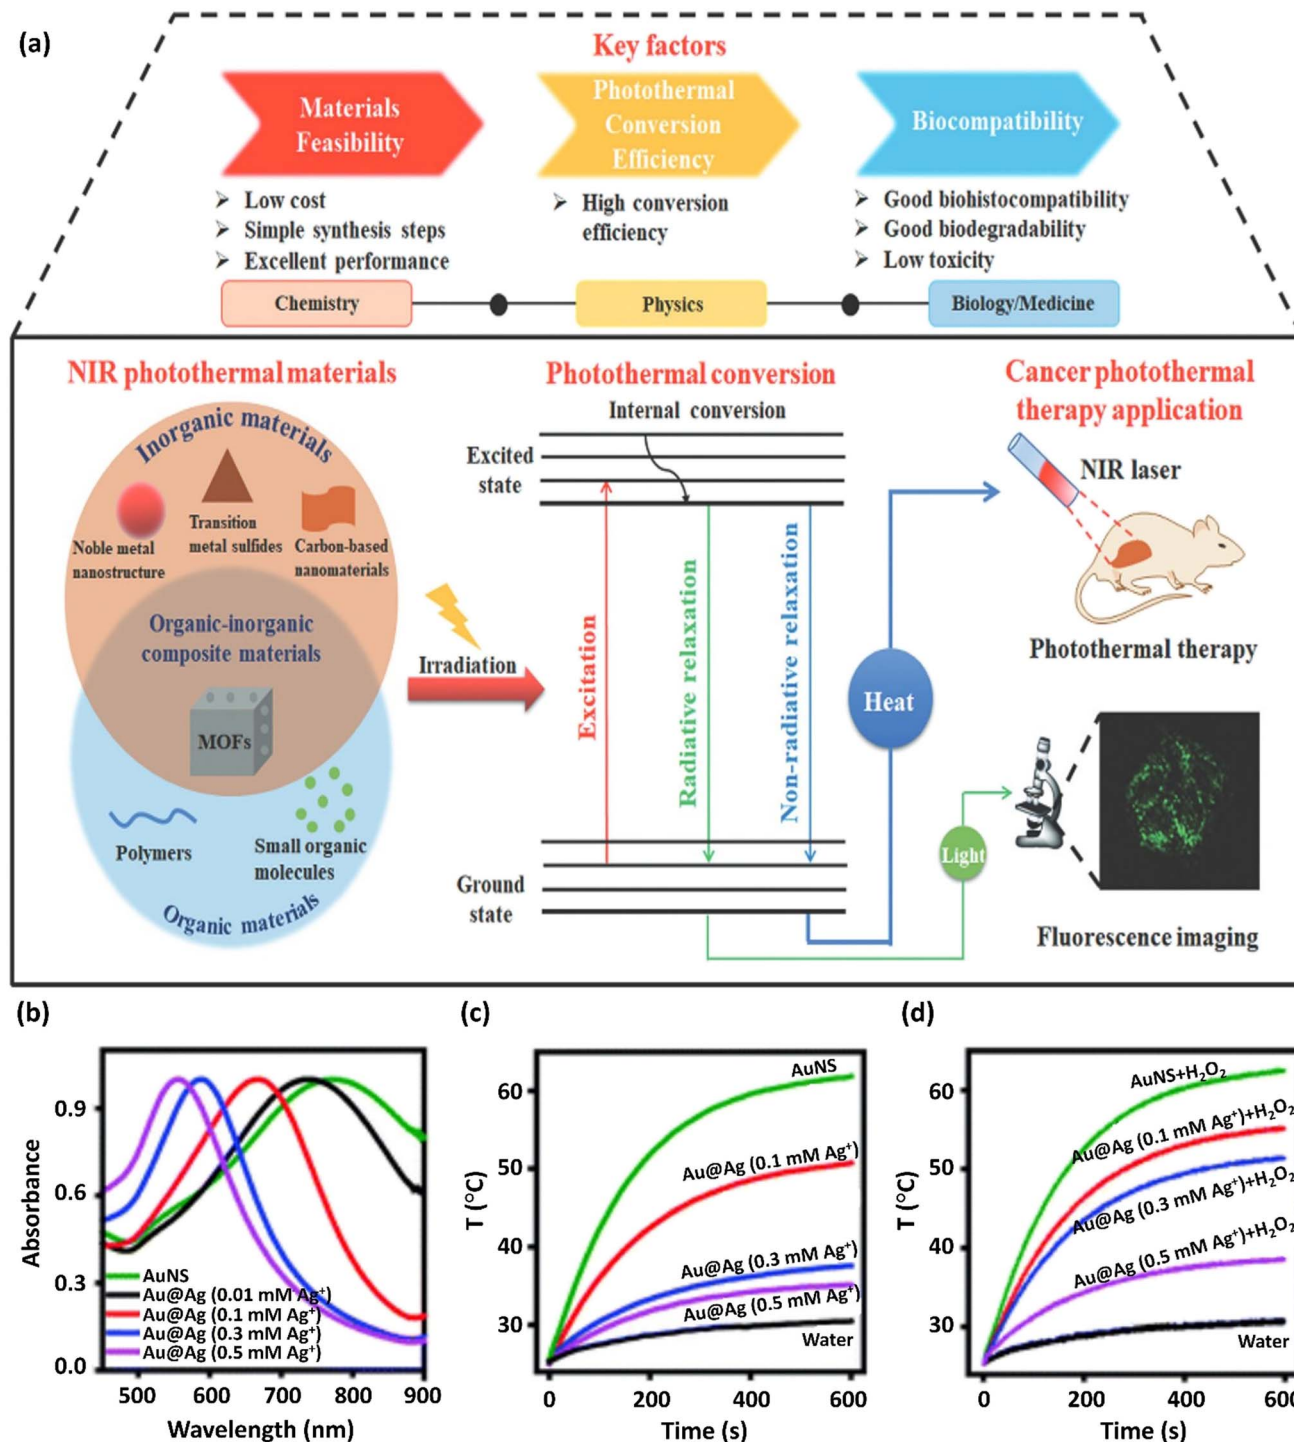 (a)
Key factors
Materials
Feasibility
Photothermal
Conversion
Efficiency
Biocompatibility
➢ Low cost
➢ Simple synthesis steps
➢ Excellent performance
➢ High conversion
efficiency
➢ Good biohistocompatibility
➢ Good biodegradability
➢ Low toxicity
Chemistry
Physics
Biology/Medicine
NIR photothermal materials
Inorganic materials
Noble metal
nanostructure
Transition
metal sulfides
Carbon-based
nanomaterials
Organic-inorganic
composite materials
MOFs
Polymers
Small organic
molecules
Organic materials
Irradiation
Photothermal conversion
Internal conversion
Excited
state
Excitation
Radiative relaxation
Non-radiative relaxation
Ground
state
Heat
Light
Cancer photothermal
therapy application
NIR laser
Photothermal therapy
Fluorescence imaging
(b)
Absorbance
0.9
0.6
0.3
0.0
AuNS
Au@Ag (0.01 mM Ag⁺)
Au@Ag (0.1 mM Ag⁺)
Au@Ag (0.3 mM Ag⁺)
Au@Ag (0.5 mM Ag⁺)
500 600 700 800 900
Wavelength (nm)
(c)
T (°C)
60
50
40
30
AuNS
Au@Ag (0.1 mM Ag⁺)
Au@Ag (0.3 mM Ag⁺)
Au@Ag (0.5 mM Ag⁺)
Water
0 200 400 600
Time (s)
(d)
T (°C)
60
50
40
30
AuNS+H₂O₂
Au@Ag (0.1 mM Ag⁺)+H₂O₂
Au@Ag (0.3 mM Ag⁺)+H₂O₂
Au@Ag (0.5 mM Ag⁺)+H₂O₂
Water
0 200 400 600
Time (s)